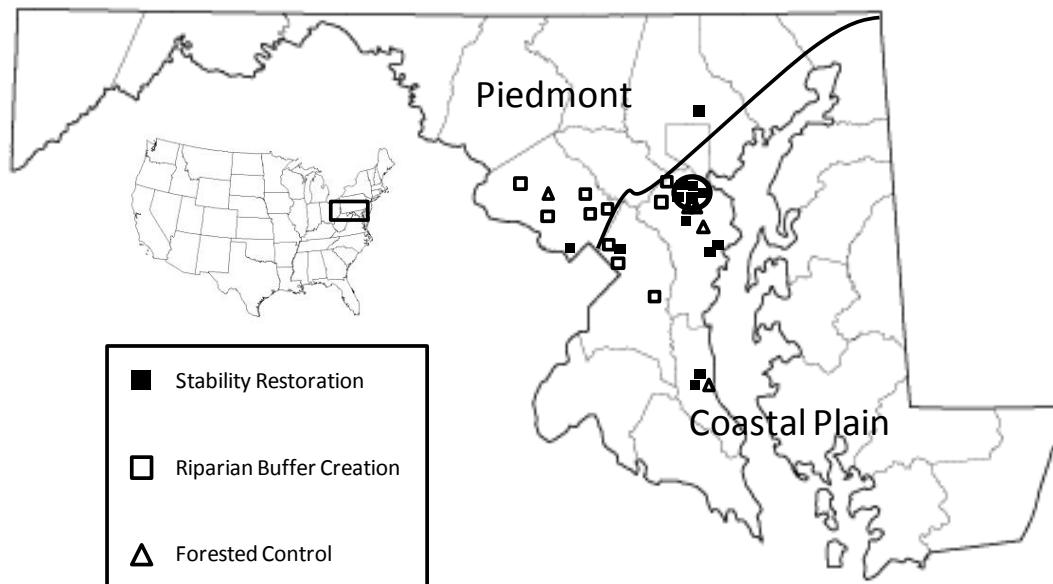 Piedmont
Coastal Plain
Stability Restoration
Riparian Buffer Creation
Forested Control